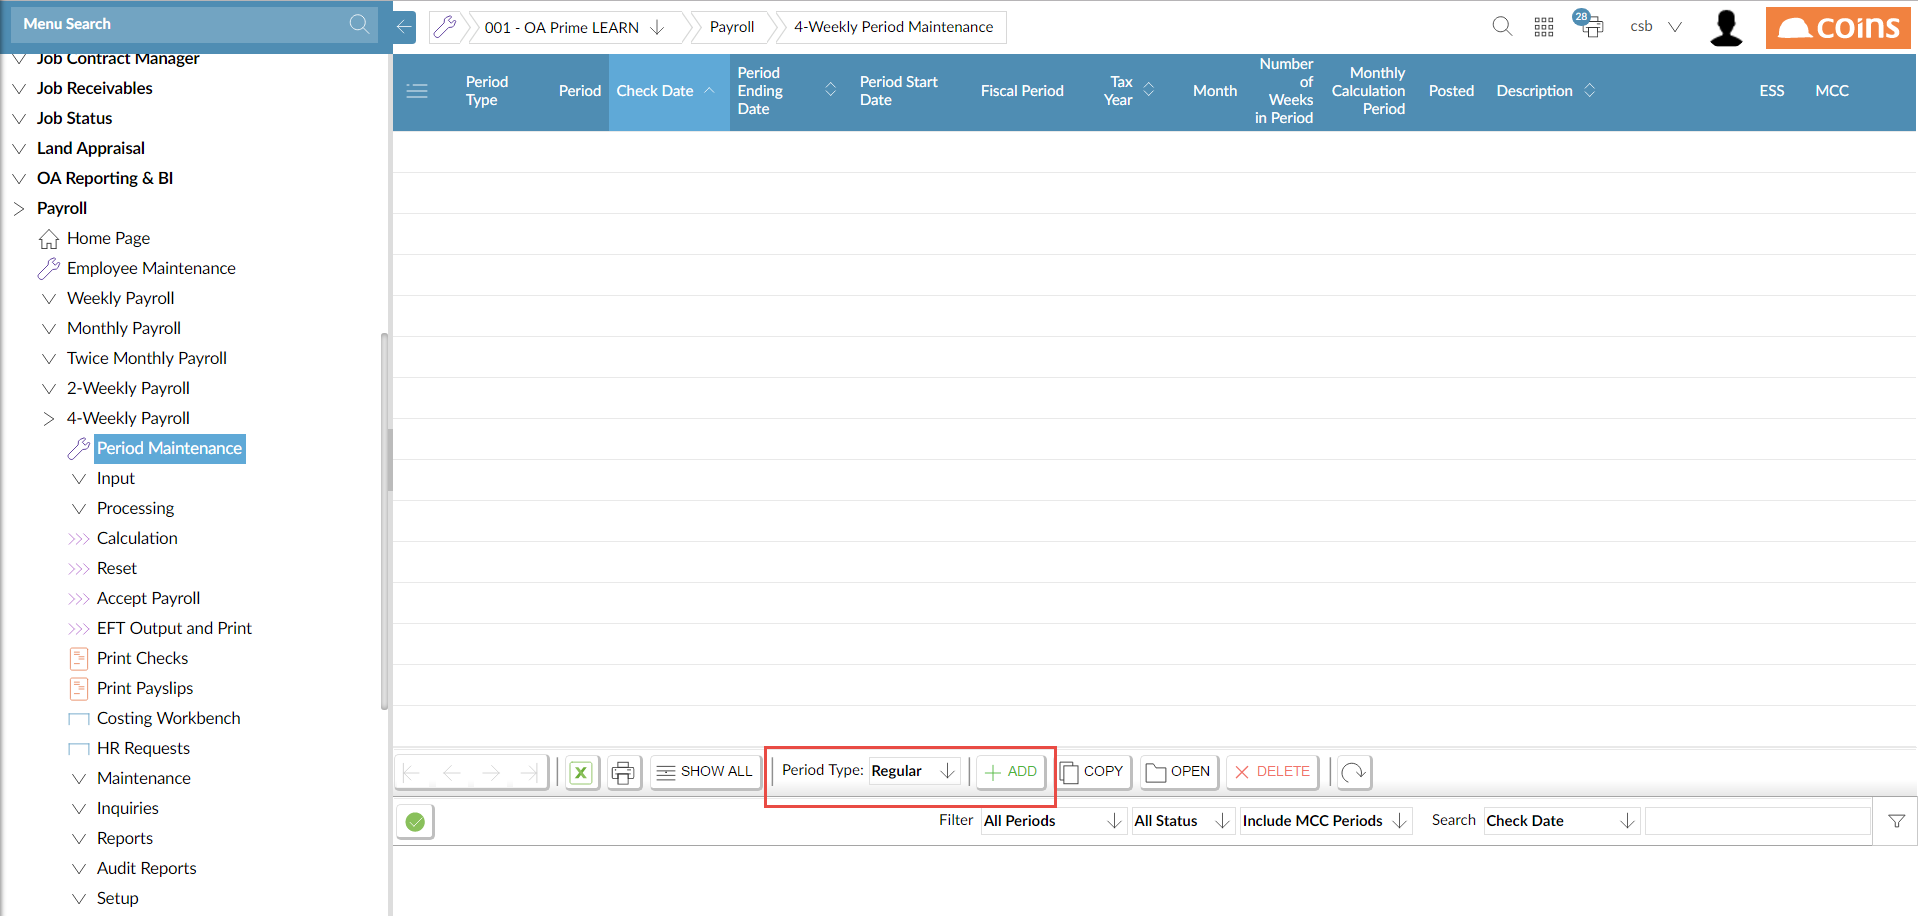 Menu Search
Job Contract Manager
Job Receivables
Job Status
Land Appraisal
OA Reporting & BI
Payroll
Home Page
Employee Maintenance
Weekly Payroll
Monthly Payroll
Twice Monthly Payroll
2-Weekly Payroll
4-Weekly Payroll
Period Maintenance
Input
Processing
Calculation
Reset
Accept Payroll
EFT Output and Print
Print Checks
Print Payslips
Costing Workbench
HR Requests
Maintenance
Inquiries
Reports
Audit Reports
Setup
001 - OA Prime LEARN
Payroll
4-Weekly Period Maintenance
28
csb
coins
Period
Type
Period
Check Date
Period
Ending
Date
Period Start
Date
Fiscal Period
Tax
Year
Month
Number
of
Weeks
in Period
Monthly
Calculation
Period
Posted
Description
ESS
MCC
X
SHOW ALL
Period Type: Regular
ADD
COPY
OPEN
DELETE
Filter All Periods
All Status
Include MCC Periods
Search Check Date